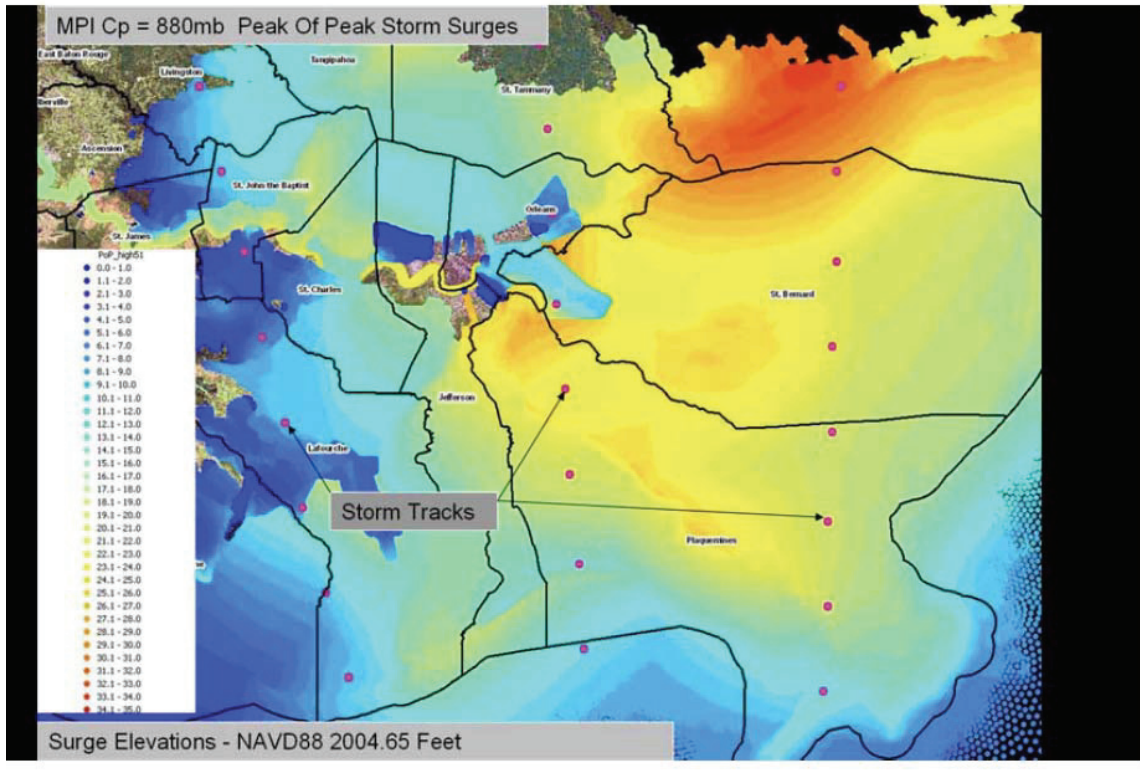 MPI Cp = 880mb  Peak Of Peak Storm Surges
East Baton Rouge
Livingston
Tangipahoa
St. Tammany
Iberville
Ascension
St. John the Baptist
Orleans
St. James
PoP_high51
0.0 - 1.0
1.1 - 2.0
2.1 - 3.0
3.1 - 4.0
4.1 - 5.0
5.1 - 6.0
6.1 - 7.0
7.1 - 8.0
8.1 - 9.0
9.1 - 10.0
10.1 - 11.0
11.1 - 12.0
12.1 - 13.0
13.1 - 14.0
14.1 - 15.0
15.1 - 16.0
16.1 - 17.0
17.1 - 18.0
18.1 - 19.0
19.1 - 20.0
20.1 - 21.0
21.1 - 22.0
22.1 - 23.0
23.1 - 24.0
24.1 - 25.0
25.1 - 26.0
26.1 - 27.0
27.1 - 28.0
28.1 - 29.0
29.1 - 30.0
30.1 - 31.0
31.1 - 32.0
32.1 - 33.0
33.1 - 34.0
34.1 - 35.0
St. Charles
St. Bernard
Jefferson
Lafourche
Storm Tracks
Plaquemines
Surge Elevations - NAVD88 2004.65 Feet